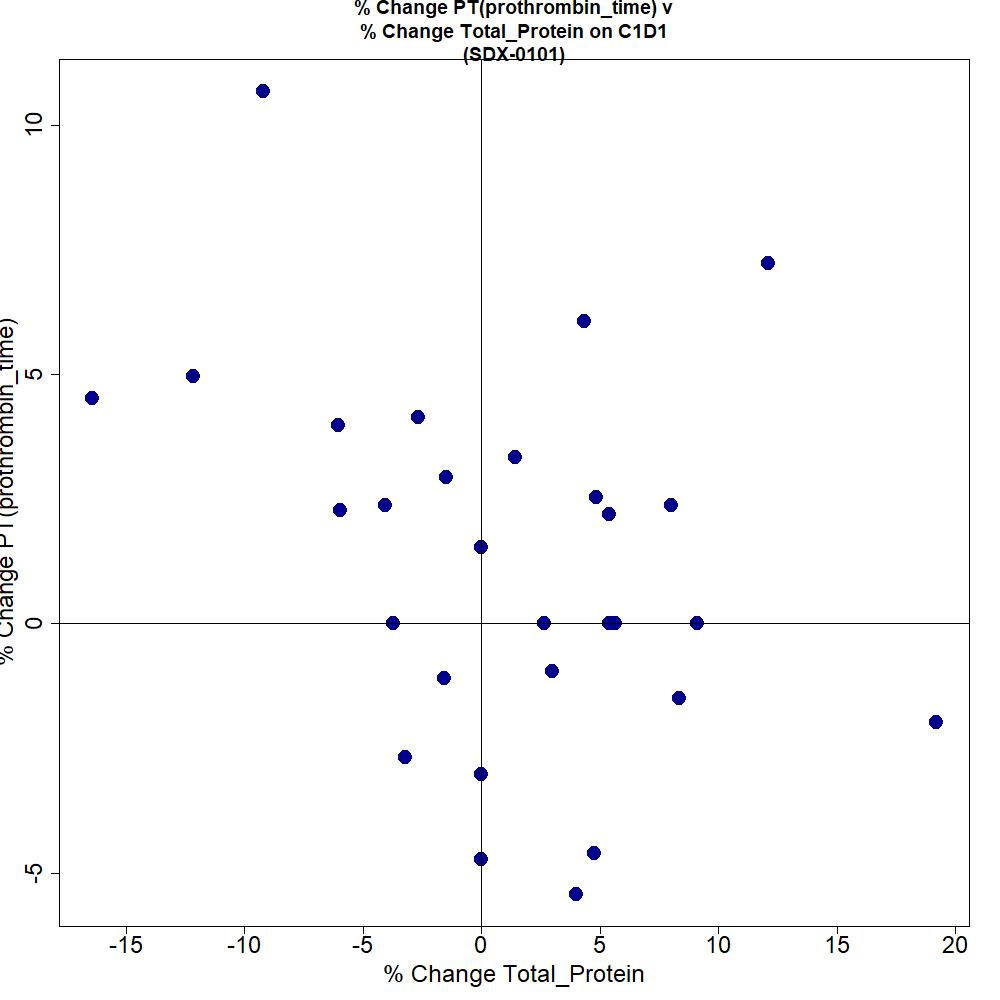 % Change PT(prothrombin_time) v
% Change Total_Protein on C1D1
(SDX-0101)
% Change PT(prothrombin_time)
10
5
0
-5
-15 -10 -5 0 5 10 15 20
% Change Total_Protein